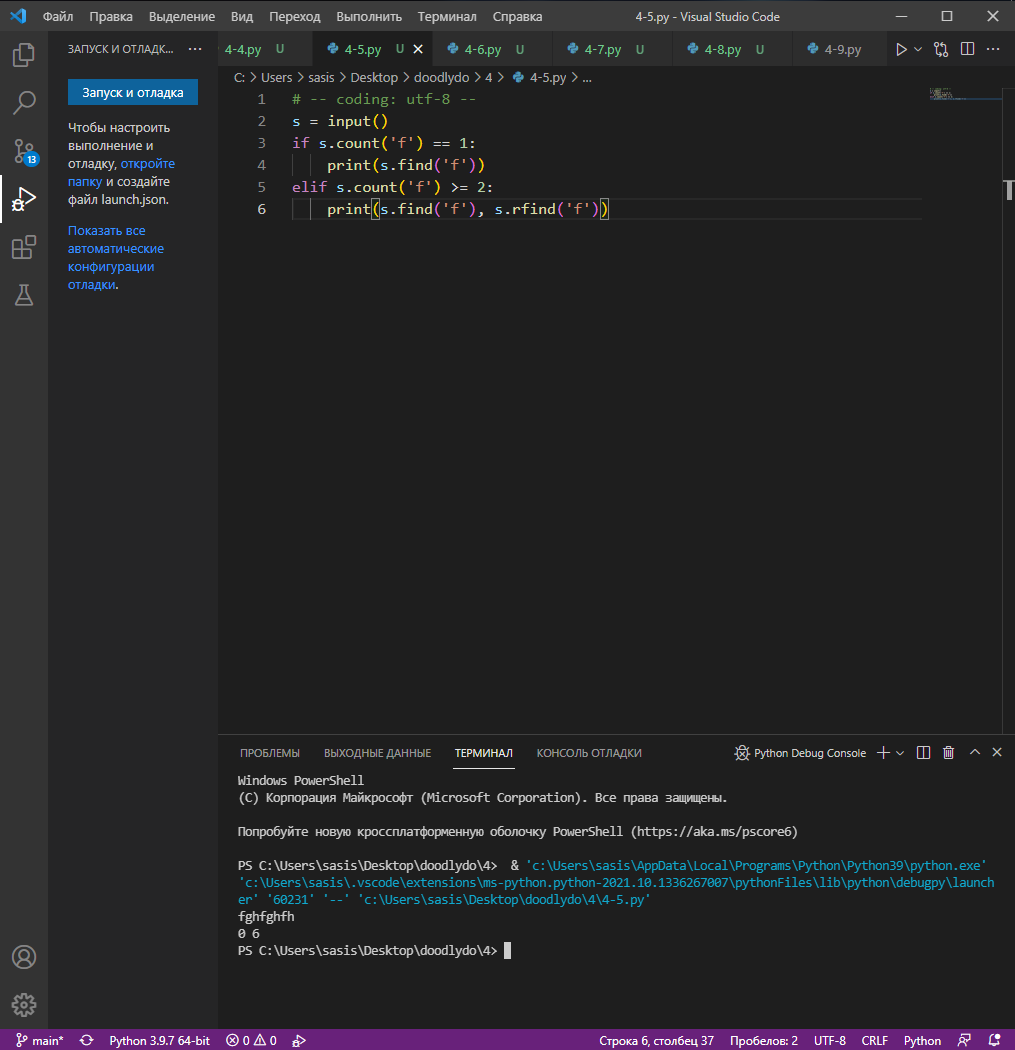 Файл Правка Выделение Вид Переход Выполнить Терминал Справка 4-5.py - Visual Studio Code
ЗАПУСК И ОТЛАДК... 4-4.py U 4-5.py U 4-6.py U 4-7.py U 4-8.py U 4-9.py
C: > Users > sasis > Desktop > doodlydo > 4 > 4-5.py > ...
Запуск и отладка
Чтобы настроить
выполнение и
отладку, откройте
папку и создайте
файл launch.json.
Показать все
автоматические
конфигурации
отладки.
13
1 # -- coding: utf-8 --
2 s = input()
3 if s.count('f') == 1:
4 print(s.find('f'))
5 elif s.count('f') >= 2:
6 print(s.find('f'), s.rfind('f'))
ПРОБЛЕМЫ ВЫХОДНЫЕ ДАННЫЕ ТЕРМИНАЛ КОНСОЛЬ ОТЛАДКИ Python Debug Console
Windows PowerShell
(C) Корпорация Майкрософт (Microsoft Corporation). Все права защищены.
Попробуйте новую кроссплатформенную оболочку PowerShell (https://aka.ms/pscore6)
PS C:\Users\sasis\Desktop\doodlydo\4> & 'c:\Users\sasis\AppData\Local\Programs\Python\Python39\python.exe'
'c:\Users\sasis\.vscode\extensions\ms-python.python-2021.10.1336267007\pythonFiles\lib\python\debugpy\launch
er' '60231' '--' 'c:\Users\sasis\Desktop\doodlydo\4\4-5.py'
fghfghfh
0 6
PS C:\Users\sasis\Desktop\doodlydo\4>
main* Python 3.9.7 64-bit 0 0 Строка 6, столбец 37 Пробелов: 2 UTF-8 CRLF Python